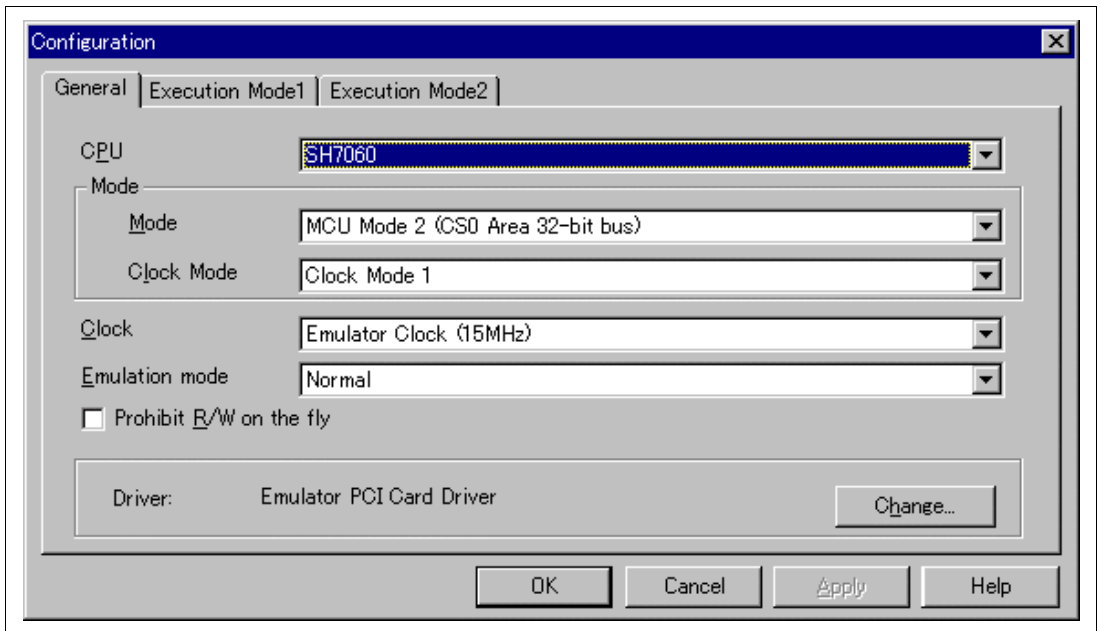 Configuration
General Execution Mode1 Execution Mode2
CPU SH7060
Mode
Mode MCU Mode 2 (CS0 Area 32-bit bus)
Clock Mode Clock Mode 1
Clock Emulator Clock (15MHz)
Emulation mode Normal
Prohibit R/W on the fly
Driver: Emulator PCI Card Driver Change...
OK Cancel Apply Help